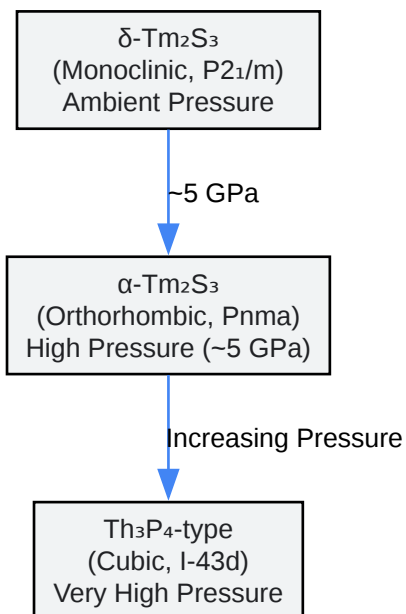 δ-Tm₂S₃
(Monoclinic, P2₁/m)
Ambient Pressure
~5 GPa
α-Tm₂S₃
(Orthorhombic, Pnma)
High Pressure (~5 GPa)
Increasing Pressure
Th₃P₄-type
(Cubic, I-43d)
Very High Pressure